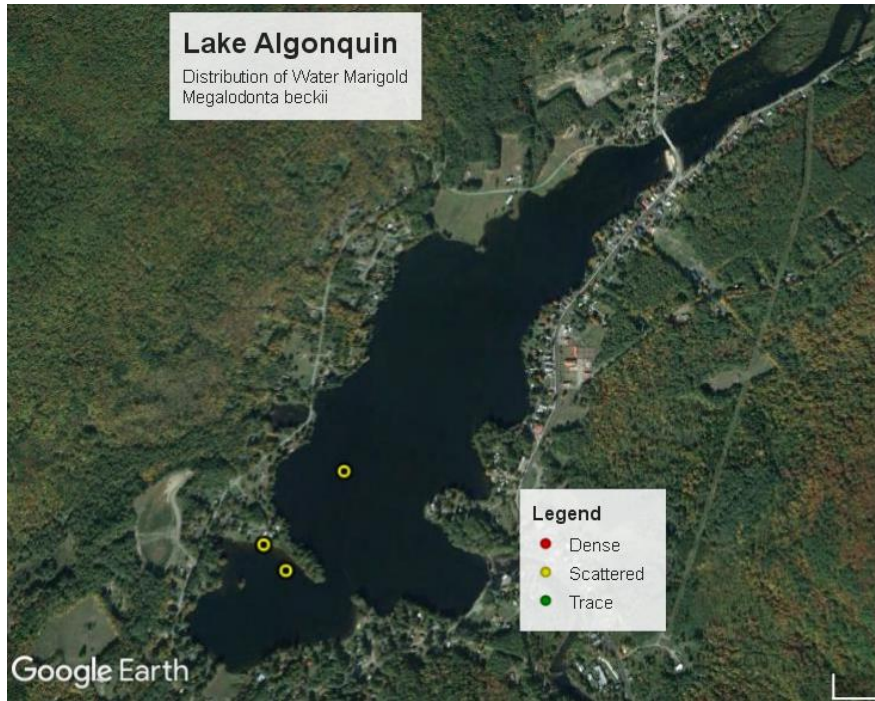 Lake Algonquin
Distribution of Water Marigold
Megalodonta beckii
Legend
Dense
Scattered
Trace
Google Earth